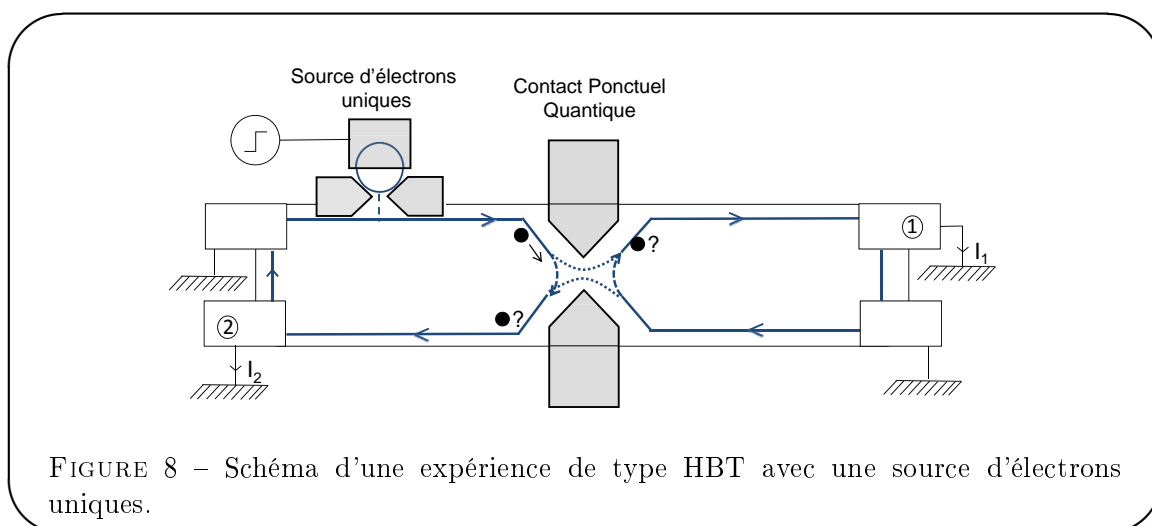 Source d'électrons
uniques
Contact Ponctuel
Quantique
?
①
I₁
?
②
I₂
FIGURE 8 – Schéma d'une expérience de type HBT avec une source d'électrons
uniques.